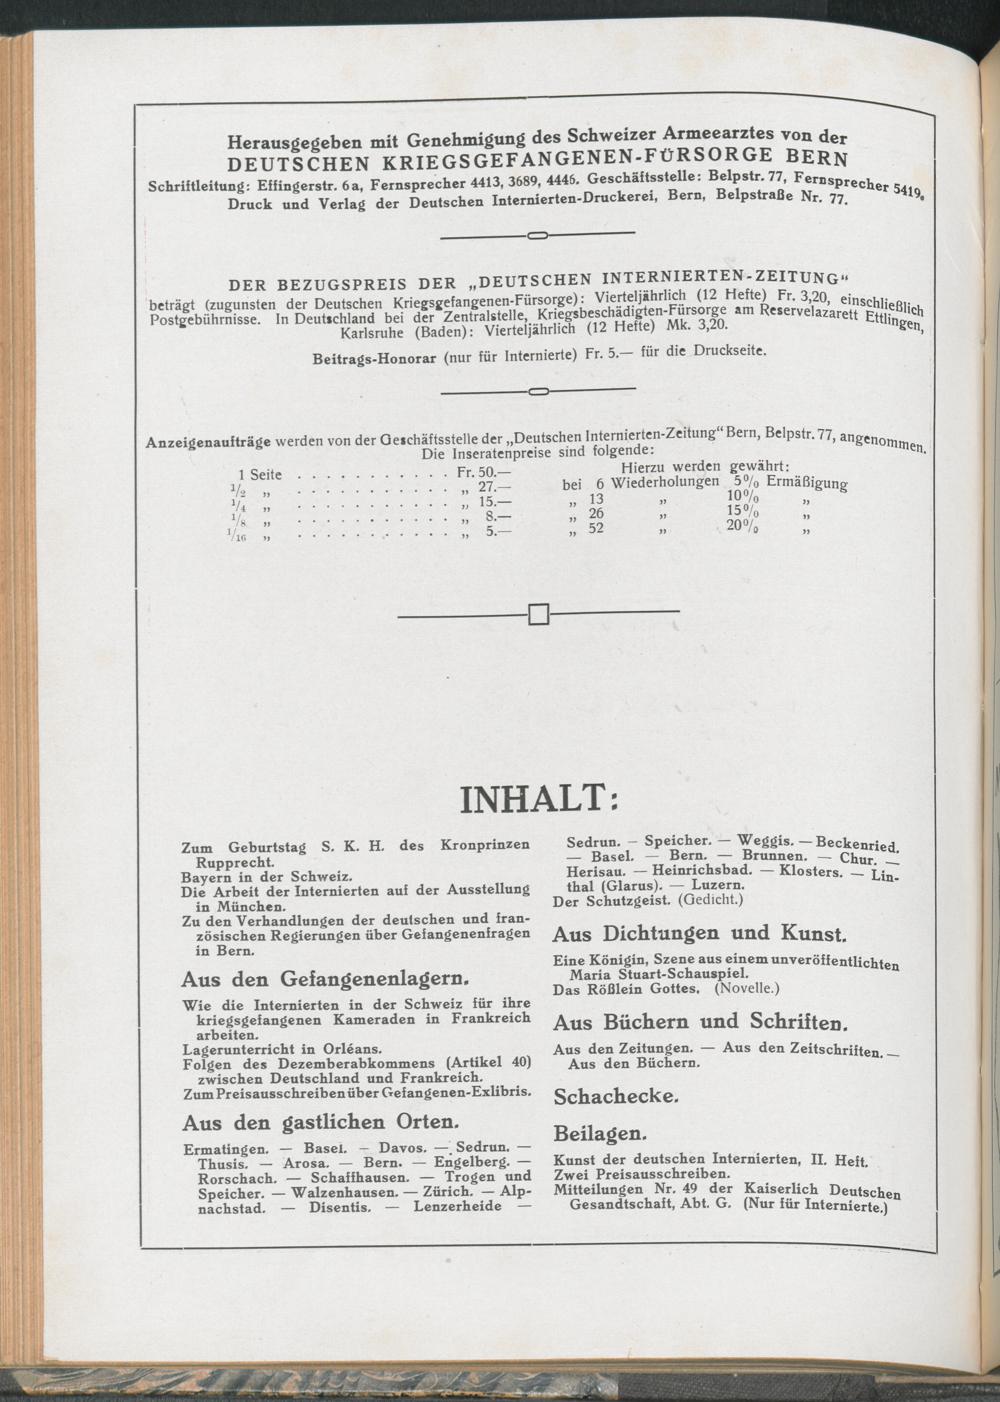 Herausgegeben mit Genehmigung des Schweizer Armeearztes von der
DEUTSCHEN KRIEGSGEFANGENEN-FÜRSORGE BERN
Schriftleitung: Effingerstr. 6a, Fernsprecher 4413, 3689, 4446. Geschäftsstelle: Belpstr. 77, Fernsprecher 5419.
Druck und Verlag der Deutschen Internierten-Druckerei, Bern, Belpstraße Nr. 77.
DER BEZUGSPREIS DER „DEUTSCHEN INTERNIERTEN-ZEITUNG“
beträgt (zugunsten der Deutschen Kriegsgefangenen-Fürsorge): Vierteljährlich (12 Hefte) Fr. 3,20, einschließlich
Postgebührnisse. In Deutschland bei der Zentralstelle, Kriegsbeschädigten-Fürsorge am Reservelazarett Ettlingen,
Karlsruhe (Baden): Vierteljährlich (12 Hefte) Mk. 3,20.
Beitrags-Honorar (nur für Internierte) Fr. 5.— für die Druckseite.
Anzeigenaufträge werden von der Geschäftsstelle der „Deutschen Internierten-Zeitung“ Bern, Belpstr. 77, angenommen.
Die Inseratenpreise sind folgende:
1 Seite . . . . . . . . . . . Fr. 50.—
1/2 „ . . . . . . . . . . . „ 27.—
1/4 „ . . . . . . . . . . . „ 15.—
1/8 „ . . . . . . . . . . . „ 8.—
1/16 „ . . . . . . . . . . . „ 5.—
Hierzu werden gewährt:
bei 6 Wiederholungen 5% Ermäßigung
„ 13 „ 10% „
„ 26 „ 15% „
„ 52 „ 20% „
INHALT:
Zum Geburtstag S. K. H. des Kronprinzen
Rupprecht.
Bayern in der Schweiz.
Die Arbeit der Internierten auf der Ausstellung
in München.
Zu den Verhandlungen der deutschen und fran-
zösischen Regierungen über Gefangenenfragen
in Bern.
Aus den Gefangenenlagern.
Wie die Internierten in der Schweiz für ihre
kriegsgefangenen Kameraden in Frankreich
arbeiten.
Lagerunterricht in Orléans.
Folgen des Dezemberabkommens (Artikel 40)
zwischen Deutschland und Frankreich.
Zum Preisausschreiben über Gefangenen-Exlibris.
Aus den gastlichen Orten.
Ermatingen. — Basel. — Davos. — Sedrun. —
Thusis. — Arosa. — Bern. — Engelberg. —
Rorschach. — Schaffhausen. — Trogen und
Speicher. — Walzenhausen. — Zürich. — Alp-
nachstad. — Disentis. — Lenzerheide —
Sedrun. — Speicher. — Weggis. — Beckenried.
— Basel. — Bern. — Brunnen. — Chur. —
Herisau. — Heinrichsbad. — Klosters. — Lin-
thal (Glarus). — Luzern.
Der Schutzgeist. (Gedicht.)
Aus Dichtungen und Kunst.
Eine Königin, Szene aus einem unveröffentlichten
Maria Stuart-Schauspiel.
Das Rößlein Gottes. (Novelle.)
Aus Büchern und Schriften.
Aus den Zeitungen. — Aus den Zeitschriften. —
Aus den Büchern.
Schachecke.
Beilagen.
Kunst der deutschen Internierten, II. Heft.
Zwei Preisausschreiben.
Mitteilungen Nr. 49 der Kaiserlich Deutschen
Gesandtschaft, Abt. G. (Nur für Internierte.)